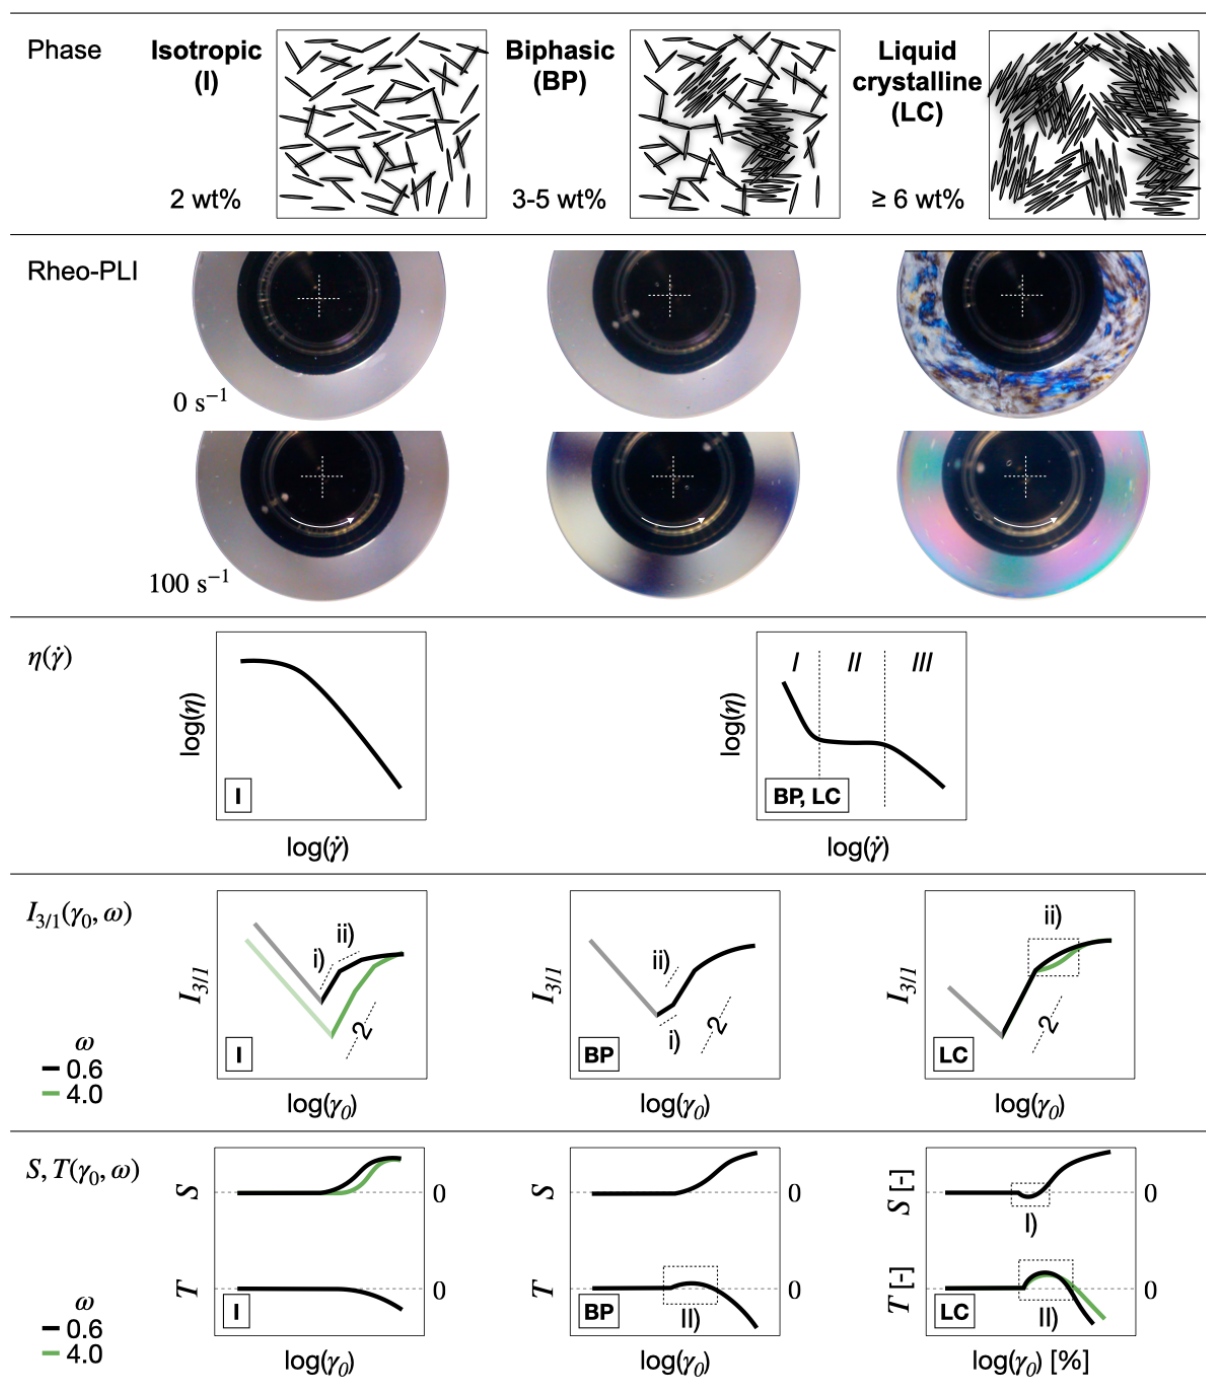 Phase
Isotropic
(I)
2 wt%
Biphasic
(BP)
3-5 wt%
Liquid
crystalline
(LC)
≥ 6 wt%
Rheo-PLI
0 s⁻¹
100 s⁻¹
η(γ̇)
log(η)
I
log(γ̇)
log(η)
I II III
BP, LC
log(γ̇)
I₃/₁(γ₀, ω)
ω
0.6
4.0
I₃/₁
i)
ii)
2
I
log(γ₀)
I₃/₁
ii)
i)
2
BP
log(γ₀)
I₃/₁
ii)
2
LC
log(γ₀)
S, T(γ₀, ω)
ω
0.6
4.0
S
0
T
0
I
log(γ₀)
S
0
T
0
II)
BP
log(γ₀)
S [-]
0
I)
T [-]
0
II)
LC
log(γ₀) [%]